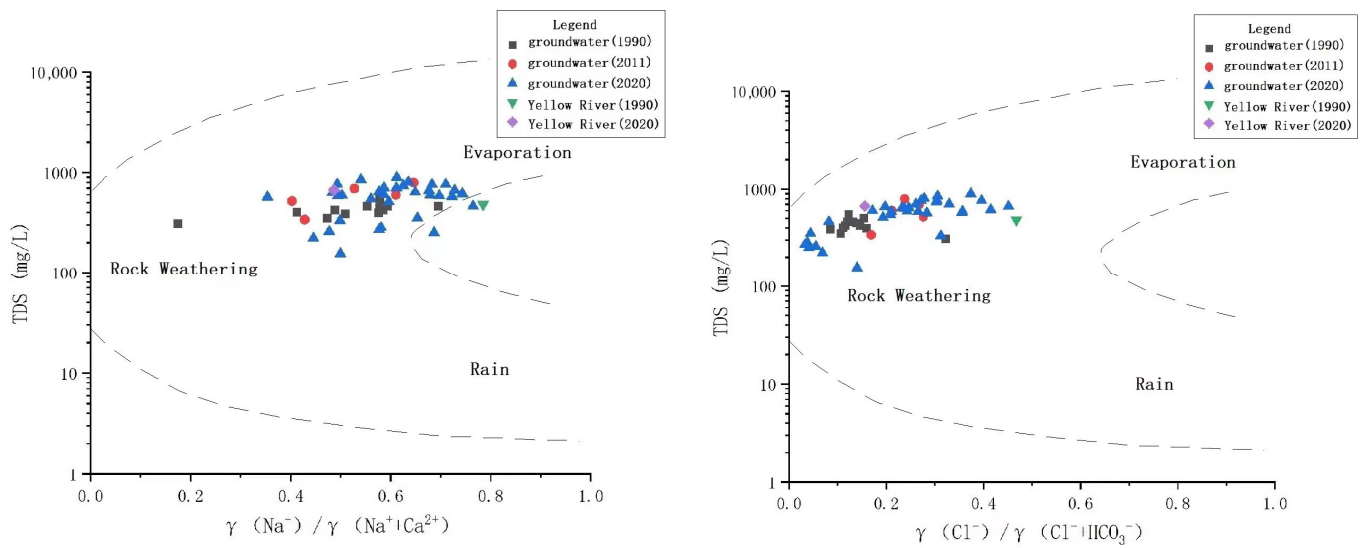 Legend
groundwater(1990)
groundwater(2011)
groundwater(2020)
Yellow River(1990)
Yellow River(2020)
10,000
1000
100
10
1
TDS (mg/L)
Evaporation
Rock Weathering
Rain
0.0 0.2 0.4 0.6 0.8 1.0
γ (Na⁻)/γ (Na⁺+Ca²⁺)
Legend
groundwater(1990)
groundwater(2011)
groundwater(2020)
Yellow River(1990)
Yellow River(2020)
10,000
1000
100
10
1
TDS (mg/L)
Evaporation
Rock Weathering
Rain
0.0 0.2 0.4 0.6 0.8 1.0
γ (Cl⁻)/γ (Cl⁻+HCO₃⁻)